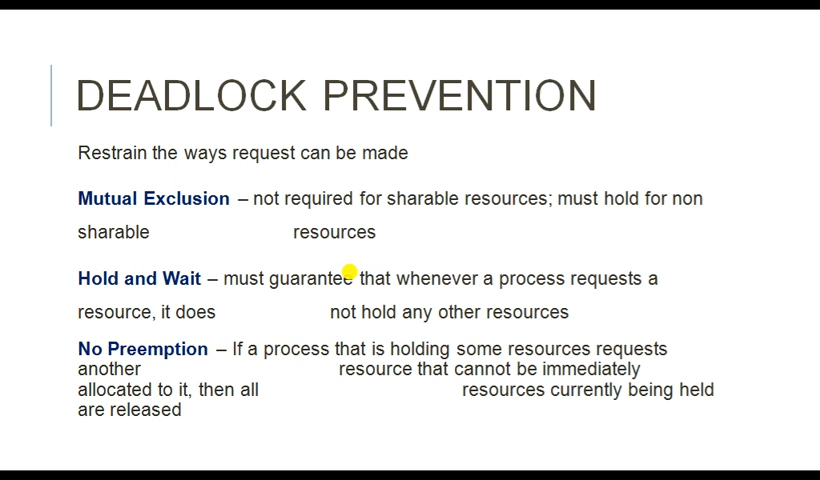 DEADLOCK PREVENTION
Restrain the ways request can be made
Mutual Exclusion – not required for sharable resources; must hold for non
sharable resources
Hold and Wait – must guarantee that whenever a process requests a
resource, it does not hold any other resources
No Preemption – If a process that is holding some resources requests
another resource that cannot be immediately
allocated to it, then all resources currently being held
are released